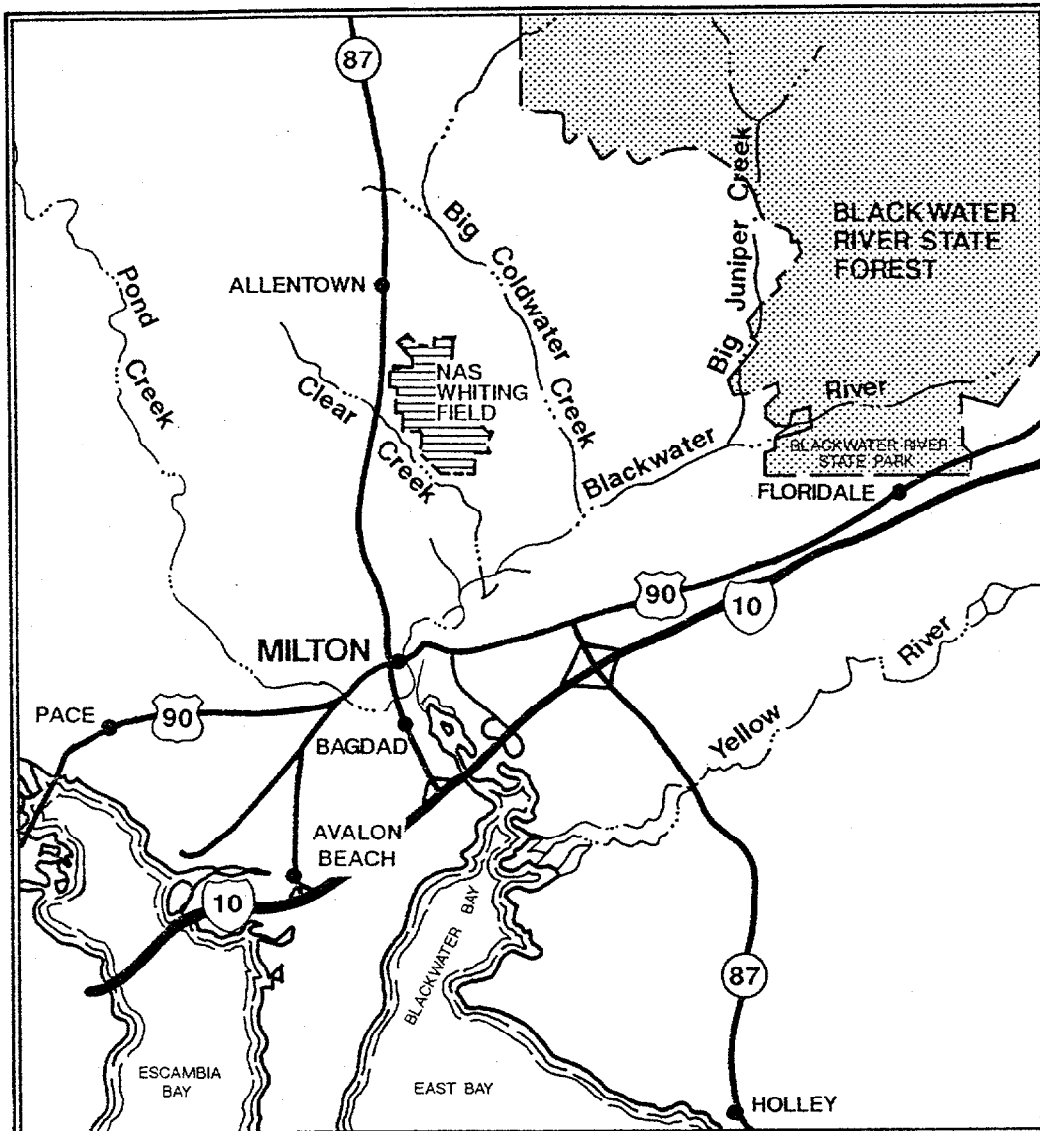 87
BLACKWATER
RIVER STATE
FOREST
Big Juniper Creek
Big Coldwater Creek
Pond Creek
ALLENTOWN
NAS
WHITING
FIELD
Clear Creek
Blackwater River
BLACKWATER RIVER
STATE PARK
FLORIDALE
90
10
MILTON
Yellow River
PACE
90
BAGDAD
AVALON
BEACH
10
BLACKWATER BAY
87
ESCAMBIA
BAY
EAST BAY
HOLLEY